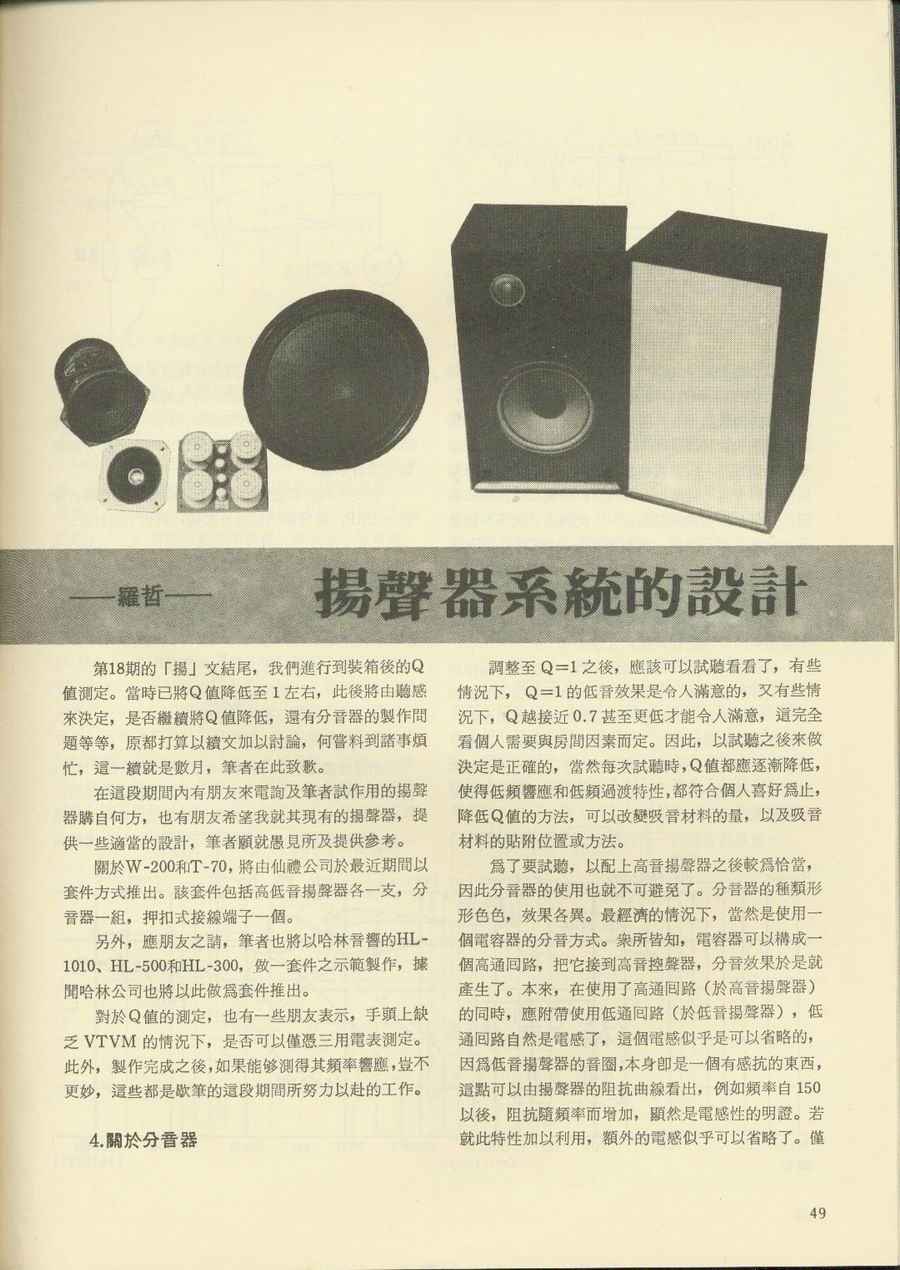 揚聲器系統的設計
——羅哲——
第18期的「揚」文結尾，我們進行到裝箱後的Q
值測定。當時已將Q值降低至1左右，此後將由聽感
來決定，是否繼續將Q值降低，還有分音器的製作問
題等等，原都打算以續文加以討論，何嘗料到諸事煩
忙，這一續就是數月，筆者在此致歉。
在這段期間內有朋友來電詢及筆者試作用的揚聲
器購自何方，也有朋友希望我就其現有的揚聲器，提
供一些適當的設計，筆者願就愚見所及提供參考。
關於W-200和T-70，將由仙禮公司於最近期間以
套件方式推出。該套件包括高低音揚聲器各一支，分
音器一組，押扣式接線端子一個。
另外，應朋友之請，筆者也將以哈林音響的HL-
1010、HL-500和HL-300，做一套件之示範製作，據
聞哈林公司也將以此做爲套件推出。
對於Q值的測定，也有一些朋友表示，手頭上缺
乏 VTVM 的情況下，是否可以僅憑三用電表測定。
此外，製作完成之後，如果能够測得其頻率響應，豈不
更妙，這些都是歇筆的這段期間所努力以赴的工作。
4.關於分音器
調整至 Q=1 之後，應該可以試聽看看了，有些
情況下， Q=1 的低音效果是令人滿意的，又有些情
況下，Q越接近 0.7 甚至更低才能令人滿意，這完全
看個人需要與房間因素而定。因此，以試聽之後來做
決定是正確的，當然每次試聽時，Q值都應逐漸降低，
使得低頻響應和低頻過渡特性，都符合個人喜好爲止，
降低Q值的方法，可以改變吸音材料的量，以及吸音
材料的貼附位置或方法。
爲了要試聽，以配上高音揚聲器之後較爲恰當，
因此分音器的使用也就不可避免了。分音器的種類形
形色色，效果各異。最經濟的情況下，當然是使用一
個電容器的分音方式。衆所皆知，電容器可以構成一
個高通回路，把它接到高音控聲器，分音效果於是就
產生了。本來，在使用了高通回路（於高音揚聲器）
的同時，應附帶使用低通回路（於低音揚聲器），低
通回路自然是電感了，這個電感似乎是可以省略的，
因爲低音揚聲器的音圈，本身卽是一個有感抗的東西，
這點可以由揚聲器的阻抗曲線看出，例如頻率自 150
以後，阻抗隨頻率而增加，顯然是電感性的明證。若
就此特性加以利用，額外的電感似乎可以省略了。僅
49